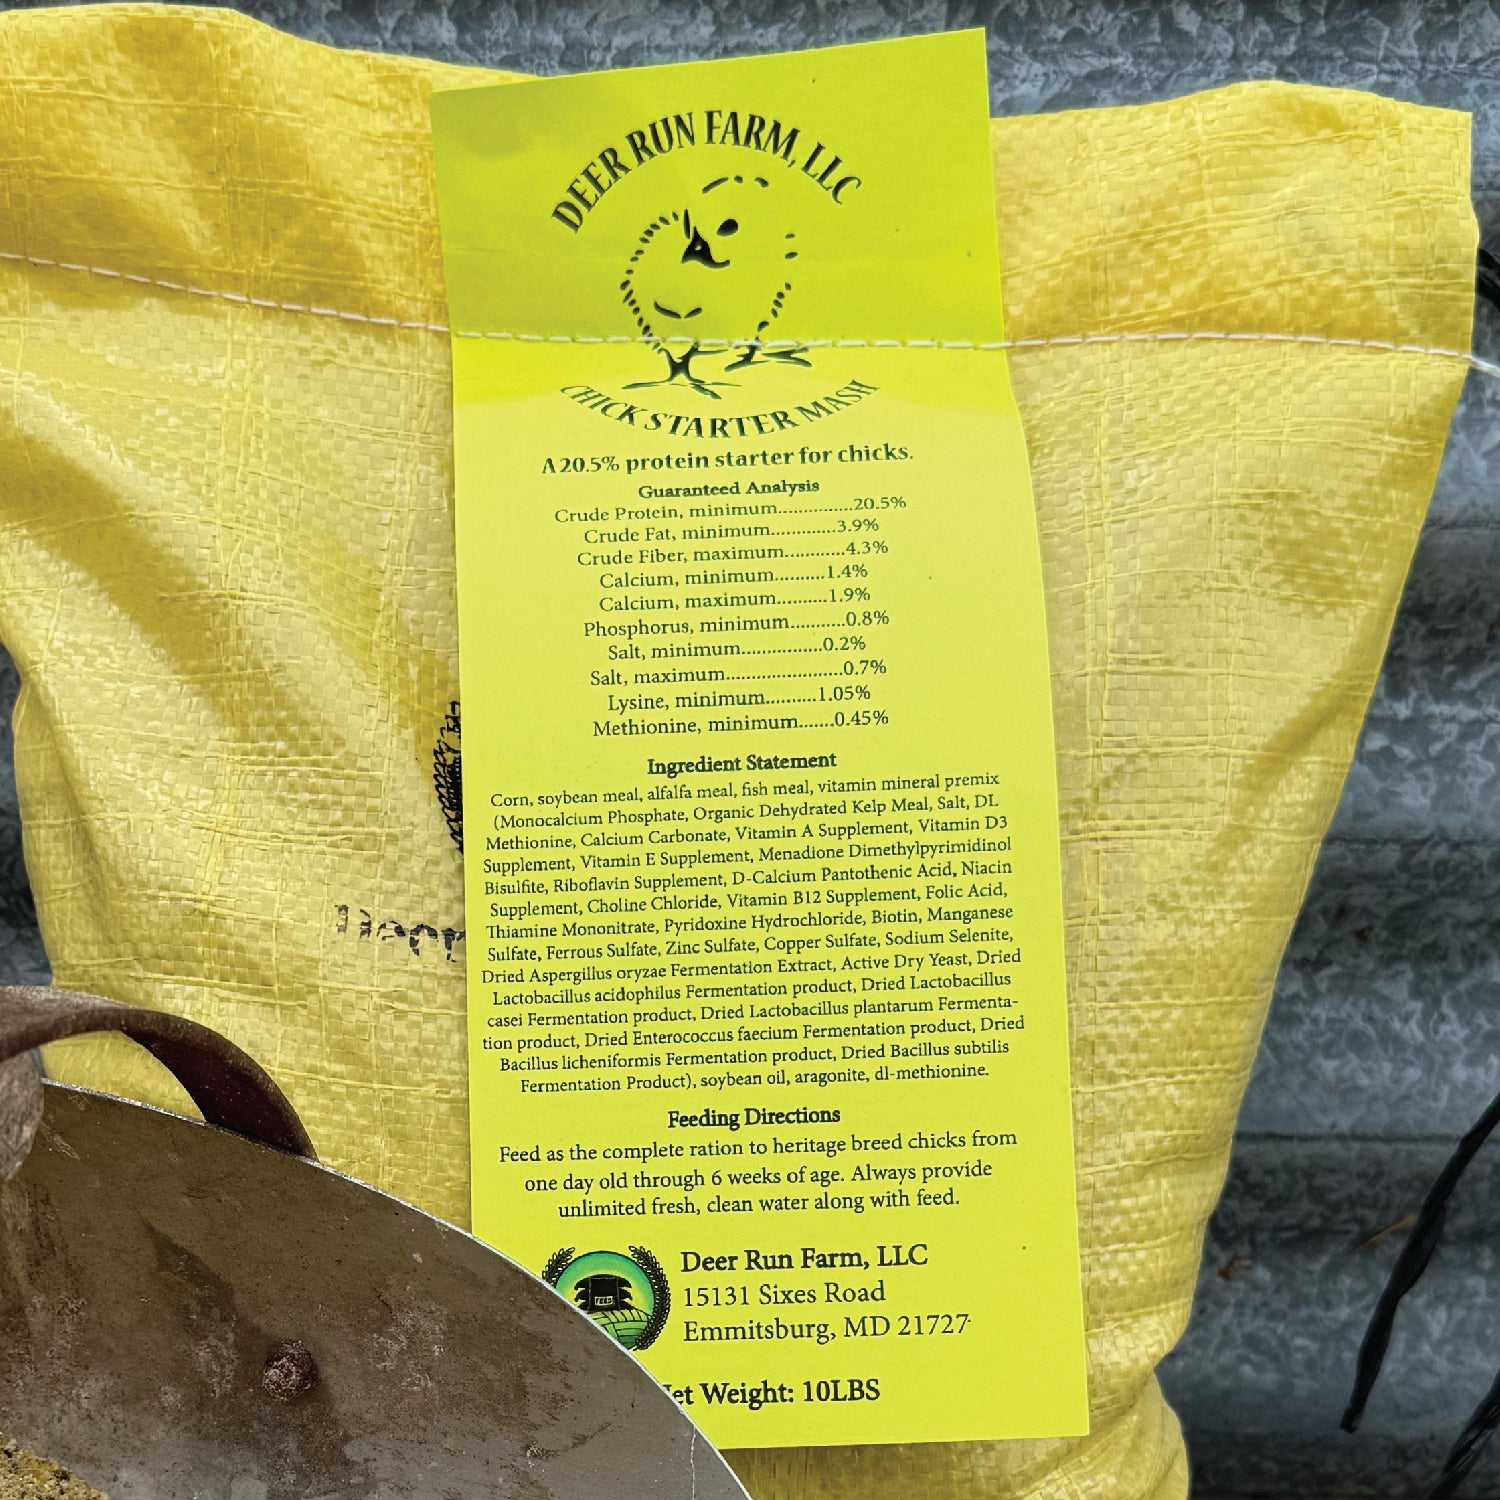 DEER RUN FARM, LLC
CHICK STARTER MASH
A 20.5% protein starter for chicks.
Guaranteed Analysis
Crude Protein, minimum...............20.5%
Crude Fat, minimum............3.9%
Crude Fiber, maximum............4.3%
Calcium, minimum..........1.4%
Calcium, maximum..........1.9%
Phosphorus, minimum...........0.8%
Salt, minimum................0.2%
Salt, maximum.......................0.7%
Lysine, minimum..........1.05%
Methionine, minimum.......0.45%
Ingredient Statement
Corn, soybean meal, alfalfa meal, fish meal, vitamin mineral premix
(Monocalcium Phosphate, Organic Dehydrated Kelp Meal, Salt, DL
Methionine, Calcium Carbonate, Vitamin A Supplement, Vitamin D3
Supplement, Vitamin E Supplement, Menadione Dimethylpyrimidinol
Bisulfite, Riboflavin Supplement, D-Calcium Pantothenic Acid, Niacin
Supplement, Choline Chloride, Vitamin B12 Supplement, Folic Acid,
Thiamine Mononitrate, Pyridoxine Hydrochloride, Biotin, Manganese
Sulfate, Ferrous Sulfate, Zinc Sulfate, Copper Sulfate, Sodium Selenite,
Dried Aspergillus oryzae Fermentation Extract, Active Dry Yeast, Dried
Lactobacillus acidophilus Fermentation product, Dried Lactobacillus
casei Fermentation product, Dried Lactobacillus plantarum Fermenta-
tion product, Dried Enterococcus faecium Fermentation product, Dried
Bacillus licheniformis Fermentation product, Dried Bacillus subtilis
Fermentation Product), soybean oil, aragonite, dl-methionine.
Feeding Directions
Feed as the complete ration to heritage breed chicks from
one day old through 6 weeks of age. Always provide
unlimited fresh, clean water along with feed.
FEED
Deer Run Farm, LLC
15131 Sixes Road
Emmitsburg, MD 21727
et Weight: 10LBS